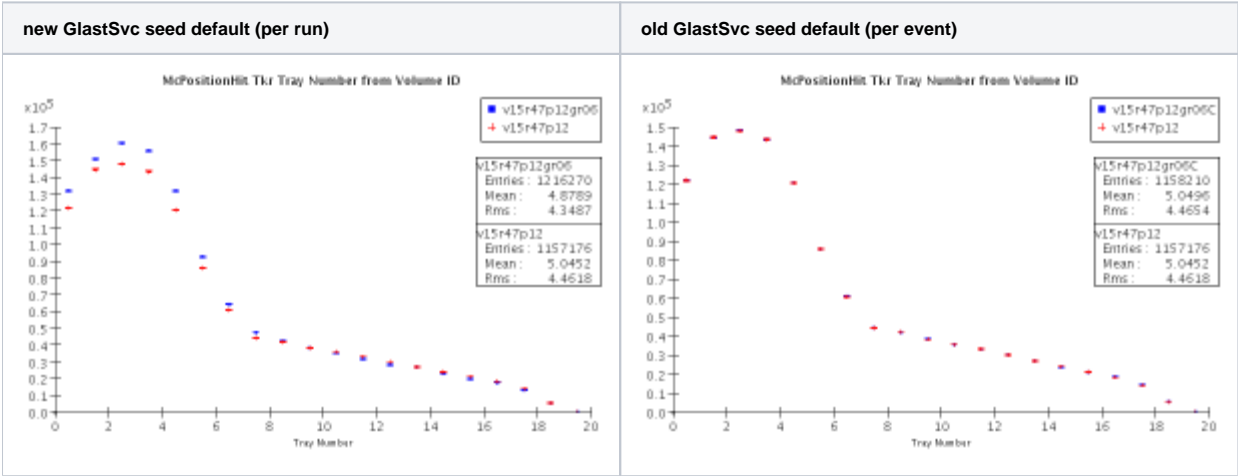 new GlastSvc seed default (per run)
old GlastSvc seed default (per event)
McPositionHit Tkr Tray Number from Volume ID
x10^5
v15r47p12gr06
v15r47p12
1.7
1.6
1.5
1.4
1.3
1.2
1.1
1.0
0.9
0.8
0.7
0.6
0.5
0.4
0.3
0.2
0.1
0.0
v15r47p12gr06
Entries : 1216270
Mean : 4.8789
Rms : 4.3487
v15r47p12
Entries : 1157176
Mean : 5.0452
Rms : 4.4618
0 2 4 6 8 10 12 14 16 18 20
Tray Number
McPositionHit Tkr Tray Number from Volume ID
x10^5
v15r47p12gr06C
v15r47p12
1.5
1.4
1.3
1.2
1.1
1.0
0.9
0.8
0.7
0.6
0.5
0.4
0.3
0.2
0.1
0.0
v15r47p12gr06C
Entries : 1158210
Mean : 5.0496
Rms : 4.4654
v15r47p12
Entries : 1157176
Mean : 5.0452
Rms : 4.4618
0 2 4 6 8 10 12 14 16 18 20
Tray Number